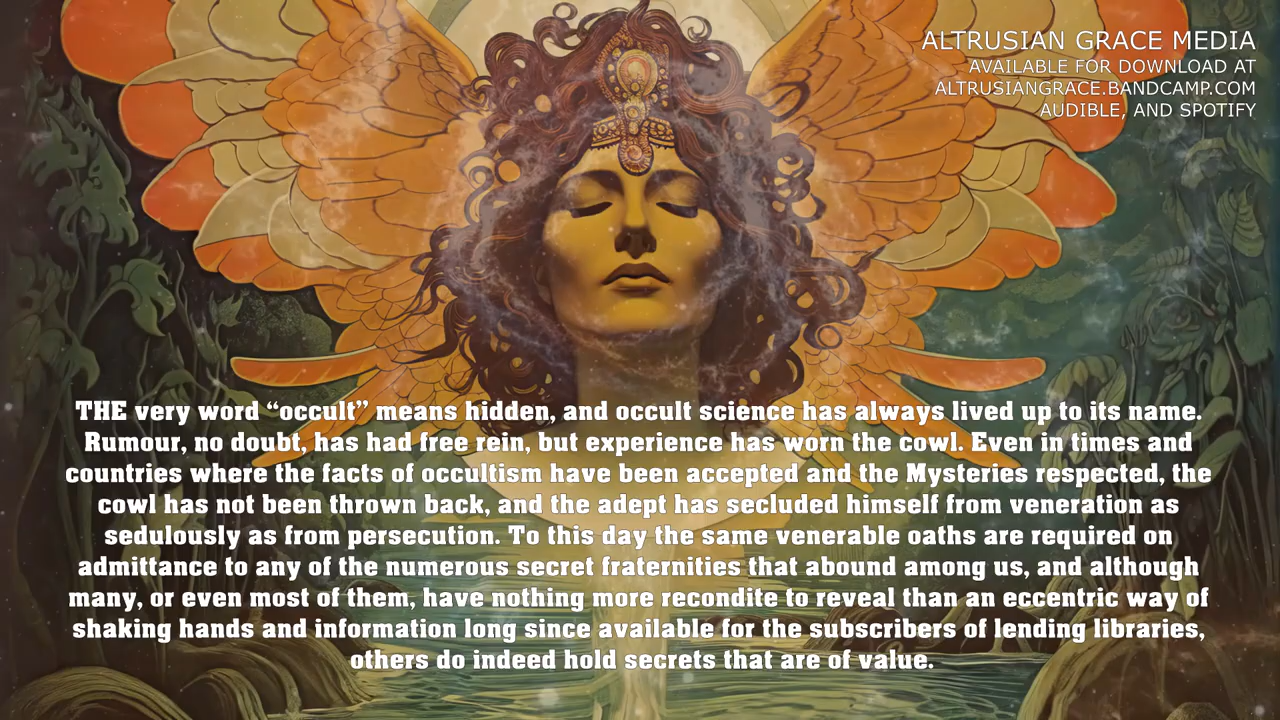 ALTRUSIAN GRACE MEDIA
AVAILABLE FOR DOWNLOAD AT
ALTRUSIANGRACE.BANDCAMP.COM
AUDIBLE, AND SPOTIFY
THE very word “occult” means hidden, and occult science has always lived up to its name.
Rumour, no doubt, has had free rein, but experience has worn the cowl. Even in times and
countries where the facts of occultism have been accepted and the Mysteries respected, the
cowl has not been thrown back, and the adept has secluded himself from veneration as
sedulously as from persecution. To this day the same venerable oaths are required on
admittance to any of the numerous secret fraternities that abound among us, and although
many, or even most of them, have nothing more recondite to reveal than an eccentric way of
shaking hands and information long since available for the subscribers of lending libraries,
others do indeed hold secrets that are of value.